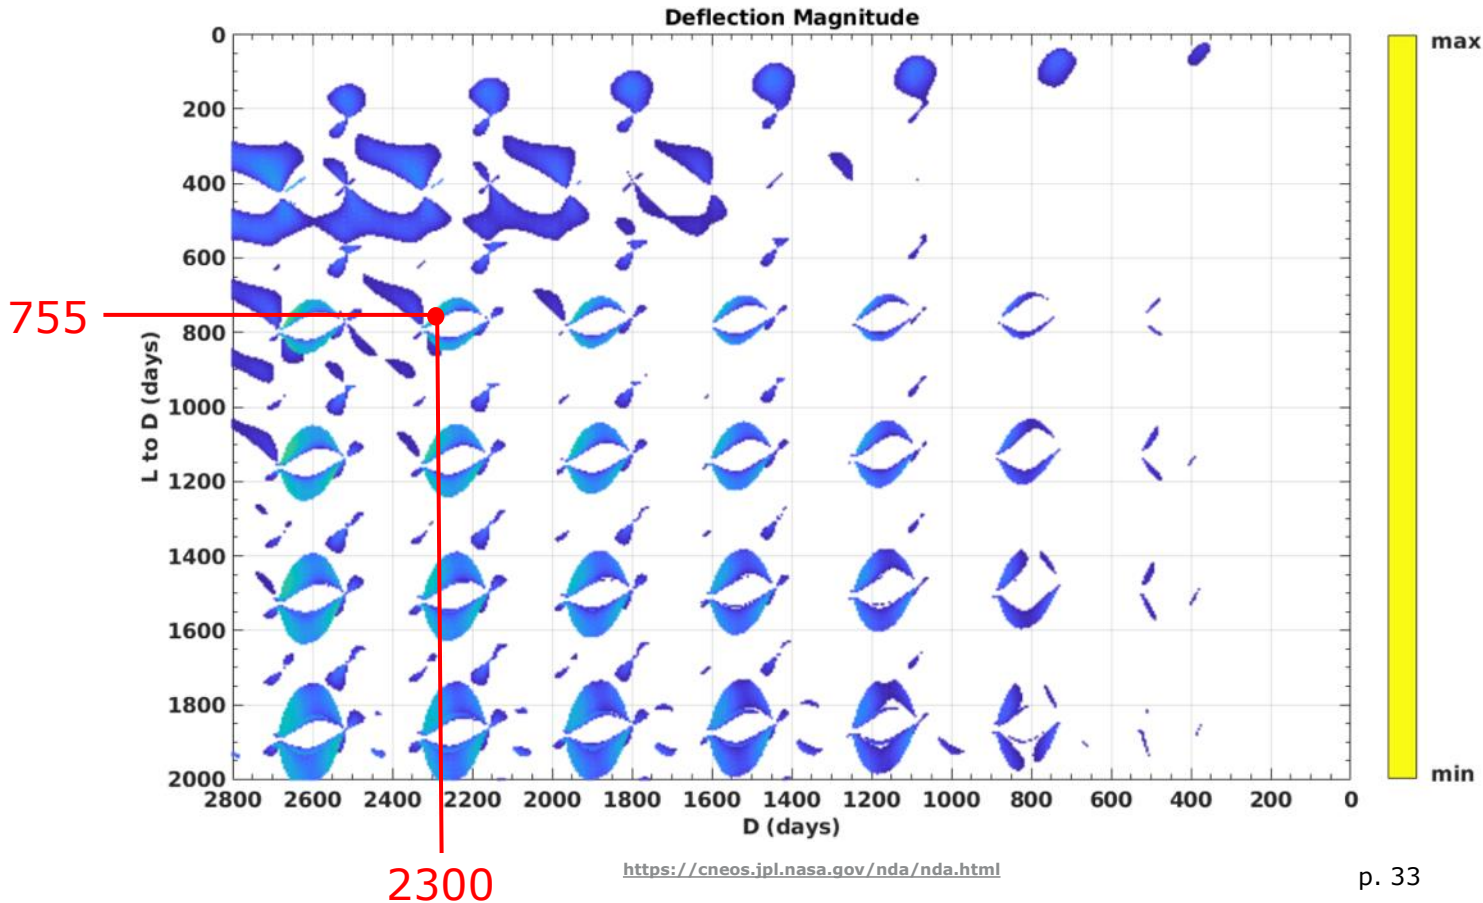 Deflection Magnitude
max
0
200
400
600
755
800
L to D (days)
1000
1200
1400
1600
1800
2000
min
2800 2600 2400 2200 2000 1800 1600 1400 1200 1000 800 600 400 200 0
D (days)
2300
https://cneos.jpl.nasa.gov/nda/nda.html
p. 33